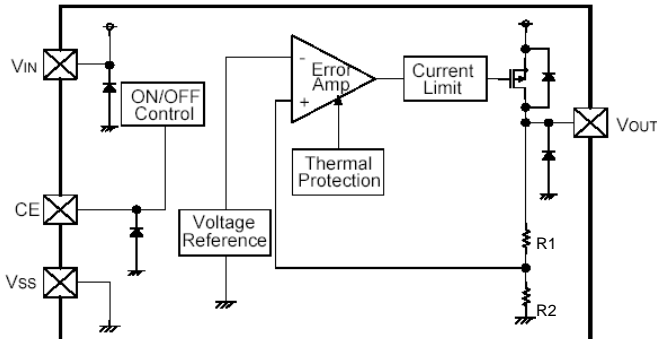 VIN
ON/OFF
Control
-
Error
Amp
+
Current
Limit
VOUT
Thermal
Protection
CE
Voltage
Reference
R1
VSS
R2